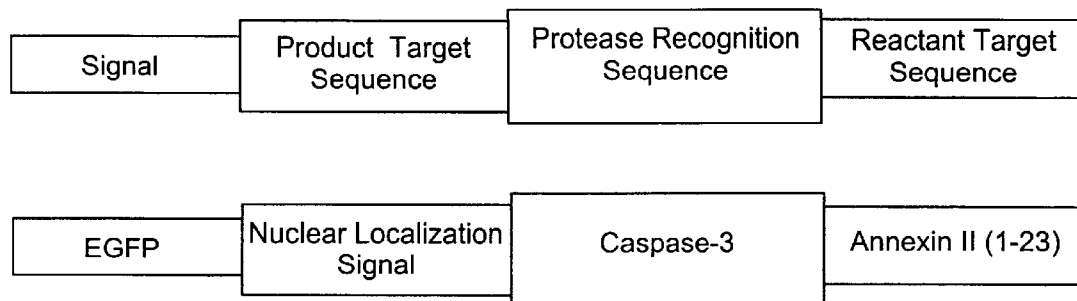 Signal
Product Target
Sequence
Protease Recognition
Sequence
Reactant Target
Sequence
EGFP
Nuclear Localization
Signal
Caspase-3
Annexin II (1-23)